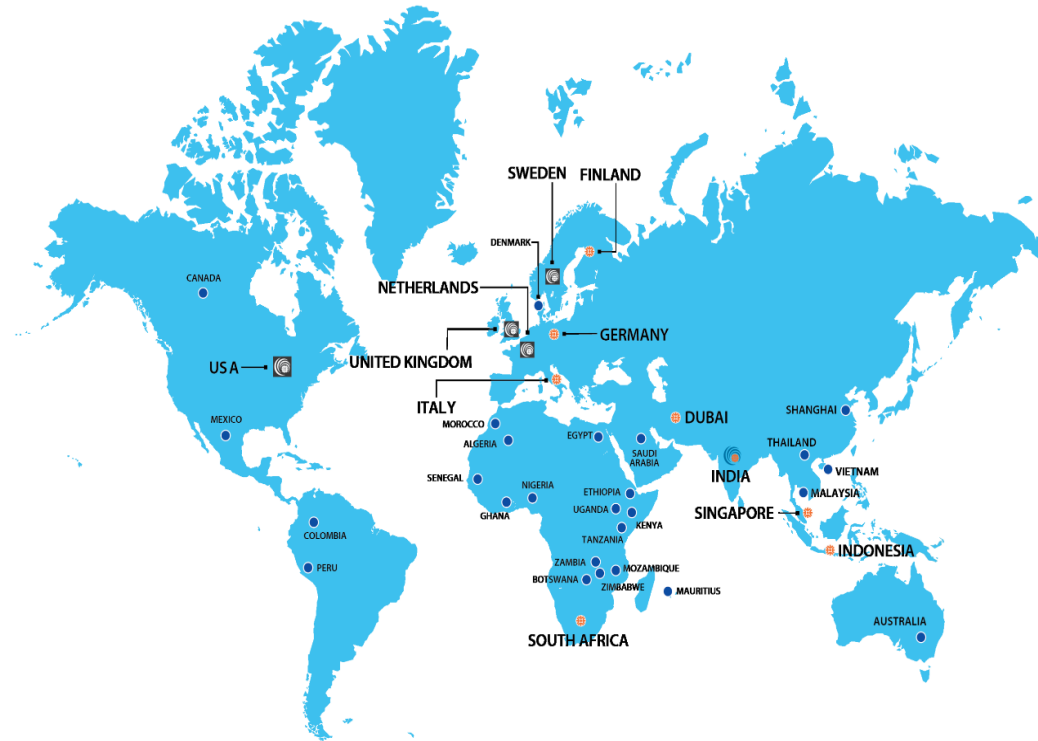 SWEDEN
FINLAND
DENMARK
CANADA
NETHERLANDS
GERMANY
UNITED KINGDOM
USA
ITALY
DUBAI
SHANGHAI
MEXICO
MOROCCO
EGYPT
ALGERIA
THAILAND
SAUDI
ARABIA
VIETNAM
INDIA
SENEGAL
NIGERIA
ETHIOPIA
MALAYSIA
GHANA
UGANDA
SINGAPORE
KENYA
COLOMBIA
TANZANIA
INDONESIA
ZAMBIA
PERU
MOZAMBIQUE
BOTSWANA
ZIMBABWE
MAURITIUS
AUSTRALIA
SOUTH AFRICA